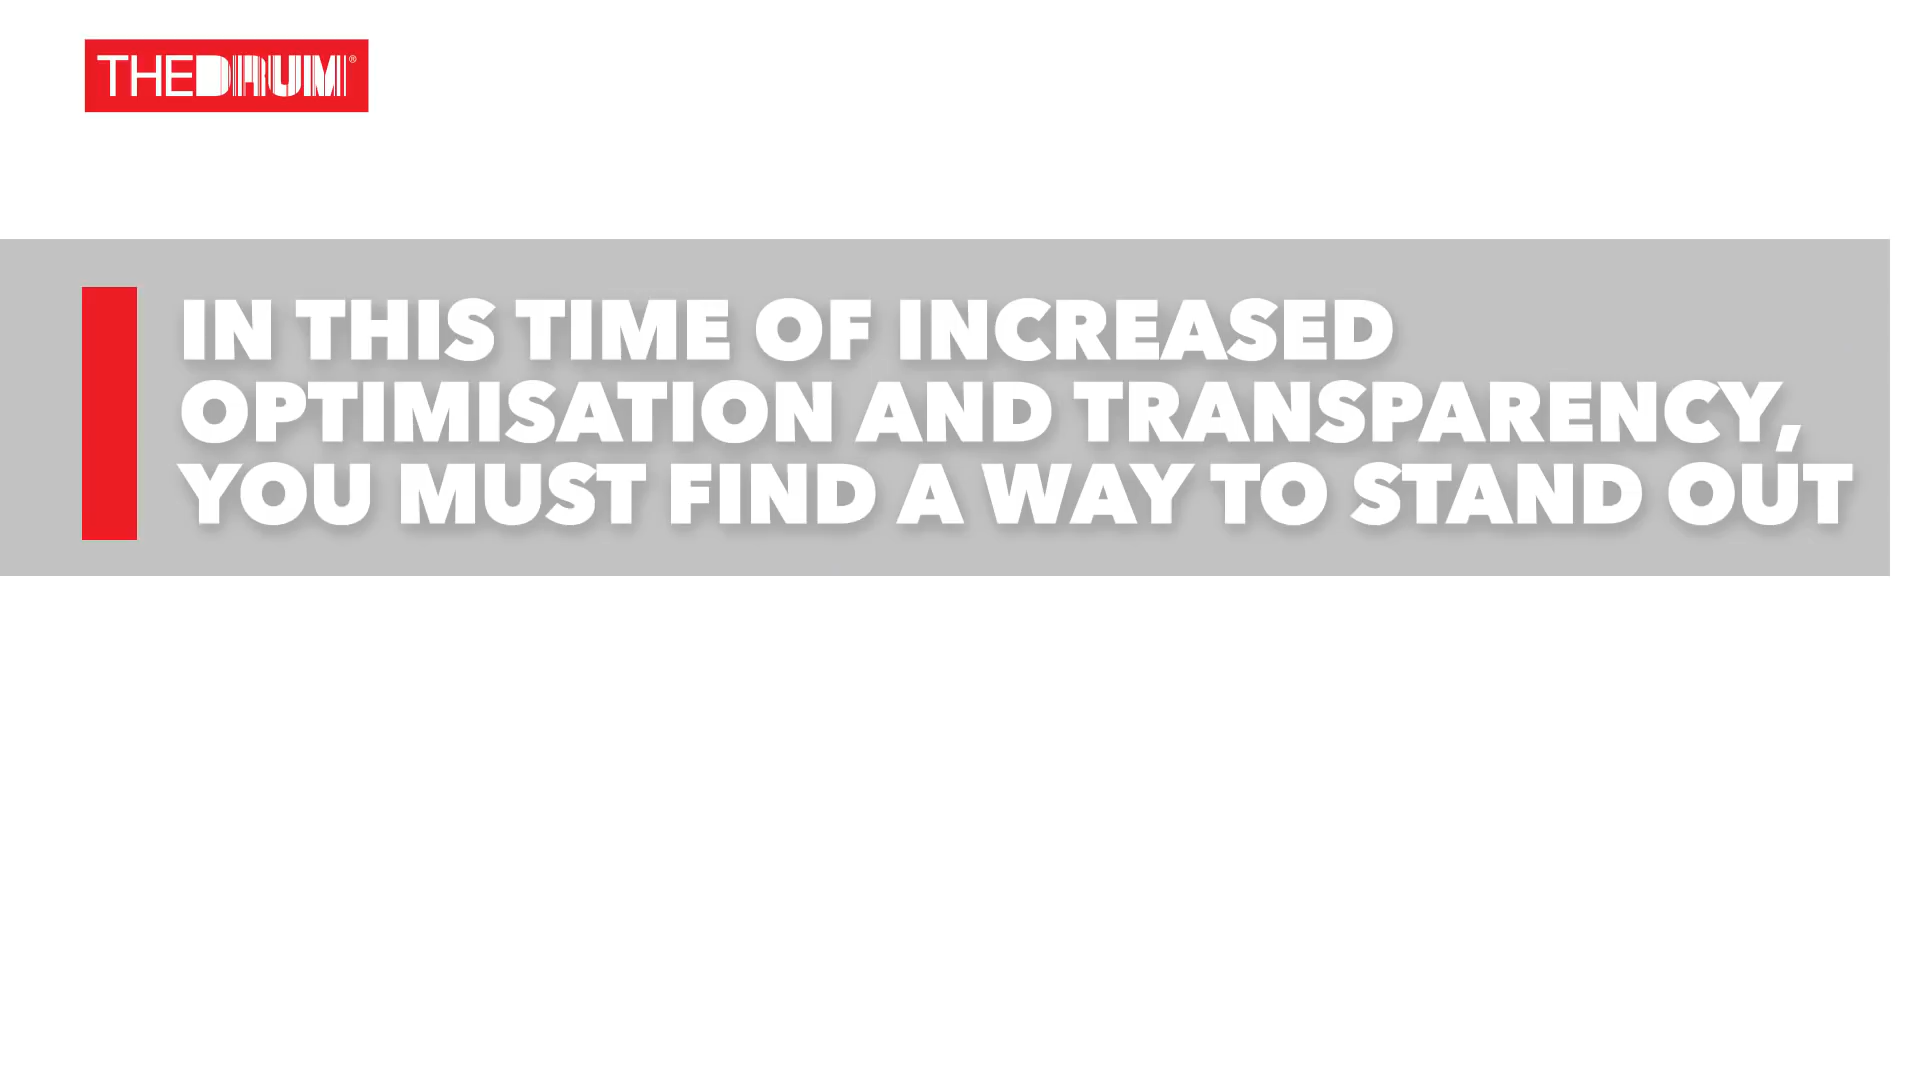 THEDRUM®
IN THIS TIME OF INCREASED
OPTIMISATION AND TRANSPARENCY,
YOU MUST FIND A WAY TO STAND OUT